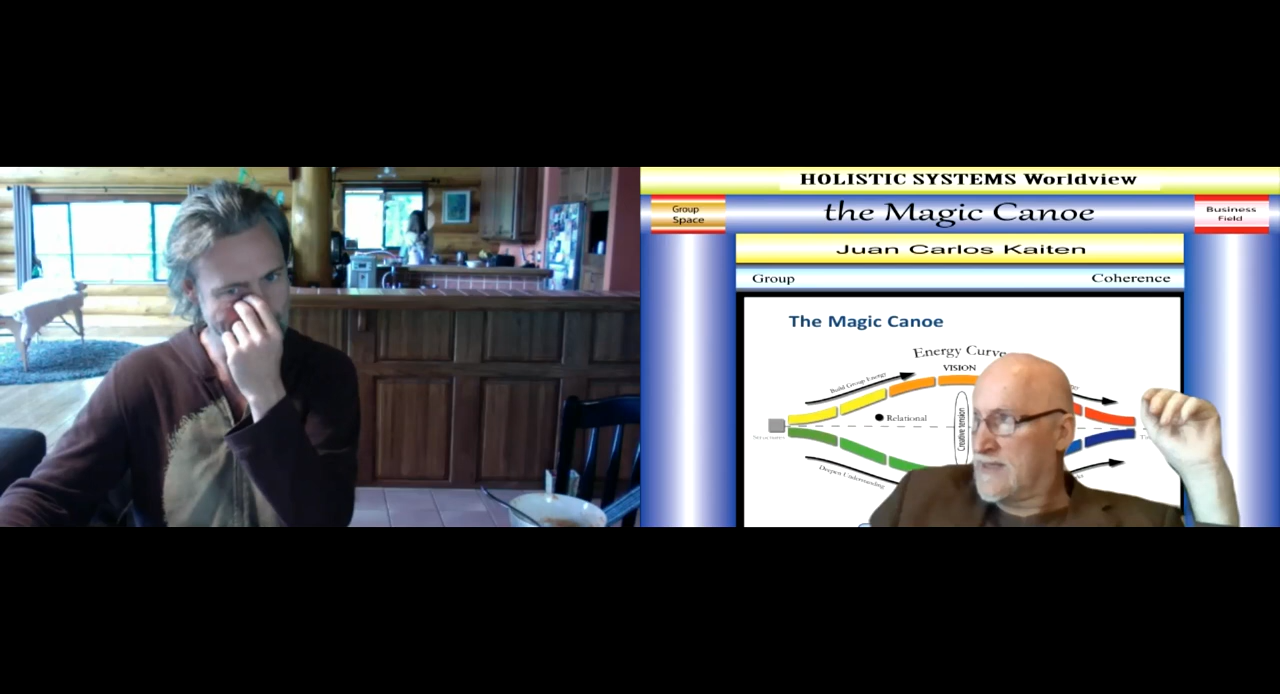 HOLISTIC SYSTEMS Worldview
Group
Space
the Magic Canoe
Business
Field
Juan Carlos Kaiten
Group
Coherence
The Magic Canoe
Energy Curve
VISION
Build Group Energy
Relational
Creative tension
Deepen Understanding